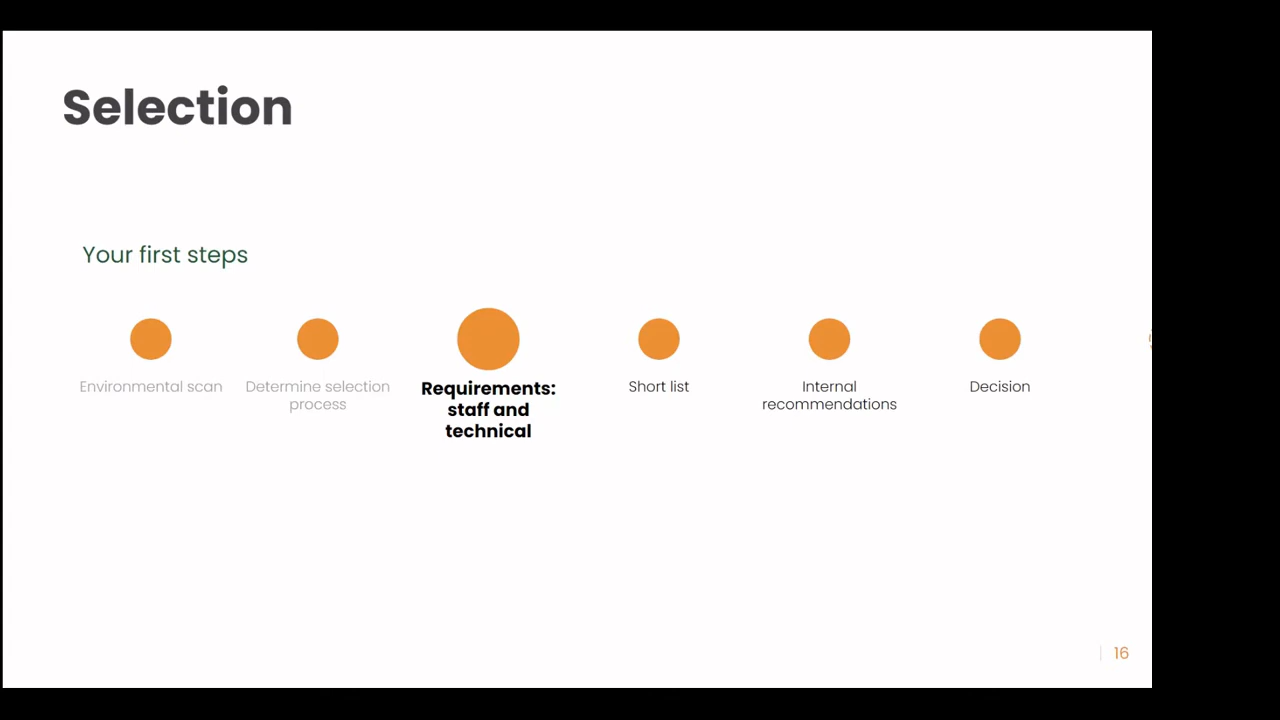 Selection
Your first steps
Environmental scan
Determine selection
process
Requirements:
staff and
technical
Short list
Internal
recommendations
Decision
16